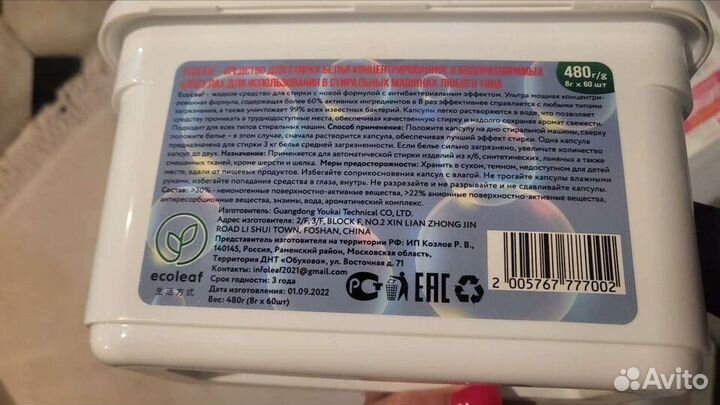 ECOLEAF - СРЕДСТВО ДЛЯ СТИРКИ БЕЛЬЯ КОНЦЕНТРИРОВАННОЕ В ВОДОРАСТВОРИМЫХ
КАПСУЛАХ ДЛЯ ИСПОЛЬЗОВАНИЯ В СТИРАЛЬНЫХ МАШИНАХ ЛЮБОГО ТИПА
480г/g
8г x 60 шт
EcoLeaf - жидкое средство для стирки с новой формулой с антибактериальным эффектом. Ультра мощная концентри-
рованная формула, содержащая более 60% активных ингредиентов в 8 раз эффективнее справляется с любыми типами
загрязнения, а также уничтожает 99% всех известных бактерий. Капсулы легко растворяются в воде, что позволяет
средству проникать в труднодоступные места, обеспечивая качественную стирку и надолго сохраняя аромат свежести.
Подходит для всех типов стиральных машин. Способ применения: Положите капсулу на дно стиральной машины, сверху
положите белье – в этом случае, сначала растворится капсула, обеспечивая лучший эффект стирки. Одна капсула
предназначена для стирки 3 кг белья средней загрязненности. Если белье сильно загрязнено, увеличьте количество
капсул до двух. Назначение: Применяется для автоматической стирки изделий из х/б, синтетических, льняных а также
смешанных тканей, кроме шерсти и шелка. Меры предосторожности: Хранить в сухом, темном, недоступном для детей
месте, вдали от пищевых продуктов. Избегайте соприкосновения капсул с влагой. Не трогайте капсулы влажными
руками, избегайте попадания средства в глаза, внутрь. Не разрезайте и не разрывайте и не сдавливайте капсулы.
Состав: >30% - неионогенные поверхностно-активные вещества, >22% анионные поверхностно-активные вещества,
антиресорбционные вещества, энзимы, вода, ароматический комплекс.
Изготовитель: Guangdong Youkai Technical CO, LTD.
Адрес изготовителя: 2/F, 3/F, BLOCK F, NO.2 XIN LIAN ZHONG JIN
ROAD LI SHUI TOWN, FOSHAN, CHINA
Представитель изготовителя на территории РФ: ИП Козлов Р. В.,
140145, Россия, Раменский район, Московская область,
Территория ДНТ «Обухово», ул. Восточная д. 71
Контакты: infoleaf2021@gmail.com
Срок годности: 3 года
Дата изготовления: 01.09.2022
Вес: 480г (8г x 60шт)
ecoleaf
生活方式
РСТ
EAC
2 005767 777002
Avito